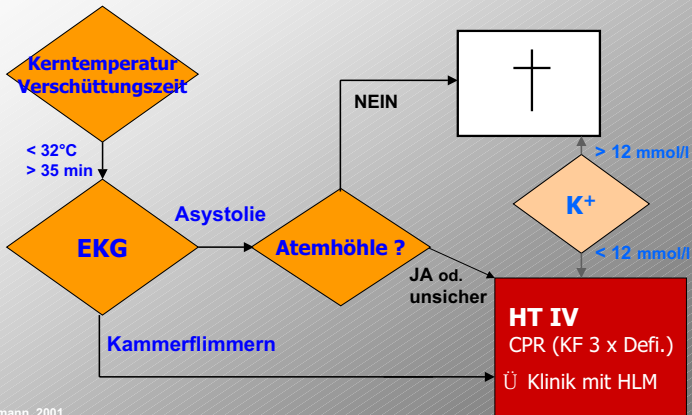 Kerntemperatur
Verschüttungszeit
< 32°C
> 35 min
EKG
Asystolie
Atemhöhle ?
NEIN
JA od.
unsicher
Kammerflimmern
> 12 mmol/l
K+
< 12 mmol/l
HT IV
CPR (KF 3 x Defi.)
Ü Klinik mit HLM
2001